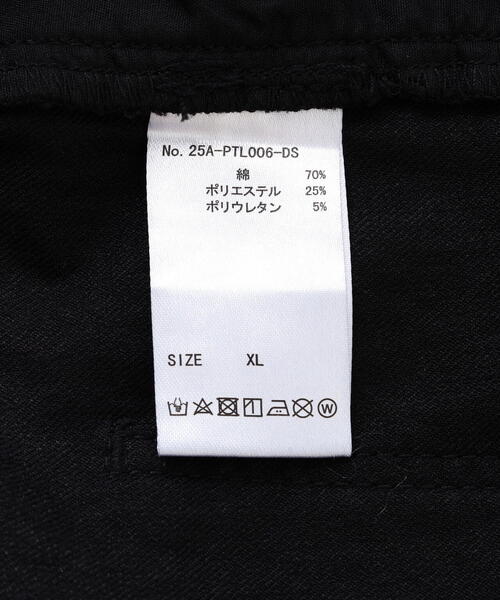 No. 25A-PTL006-DS
綿 70%
ポリエステル 25%
ポリウレタン 5%
SIZE XL
W